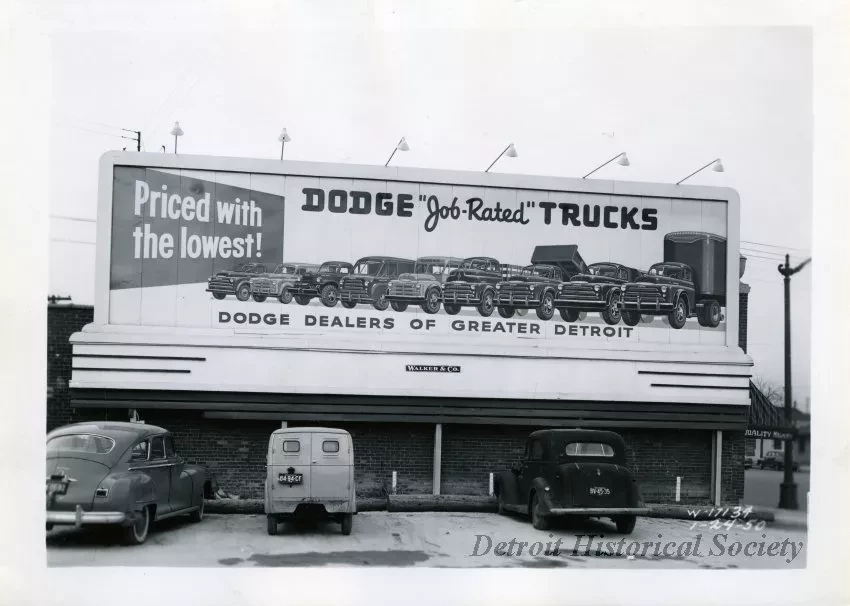 Priced with
the lowest!
DODGE "Job-Rated" TRUCKS
DODGE DEALERS OF GREATER DETROIT
WALKER & CO.
W-17134
1-24-50
Detroit Historical Society